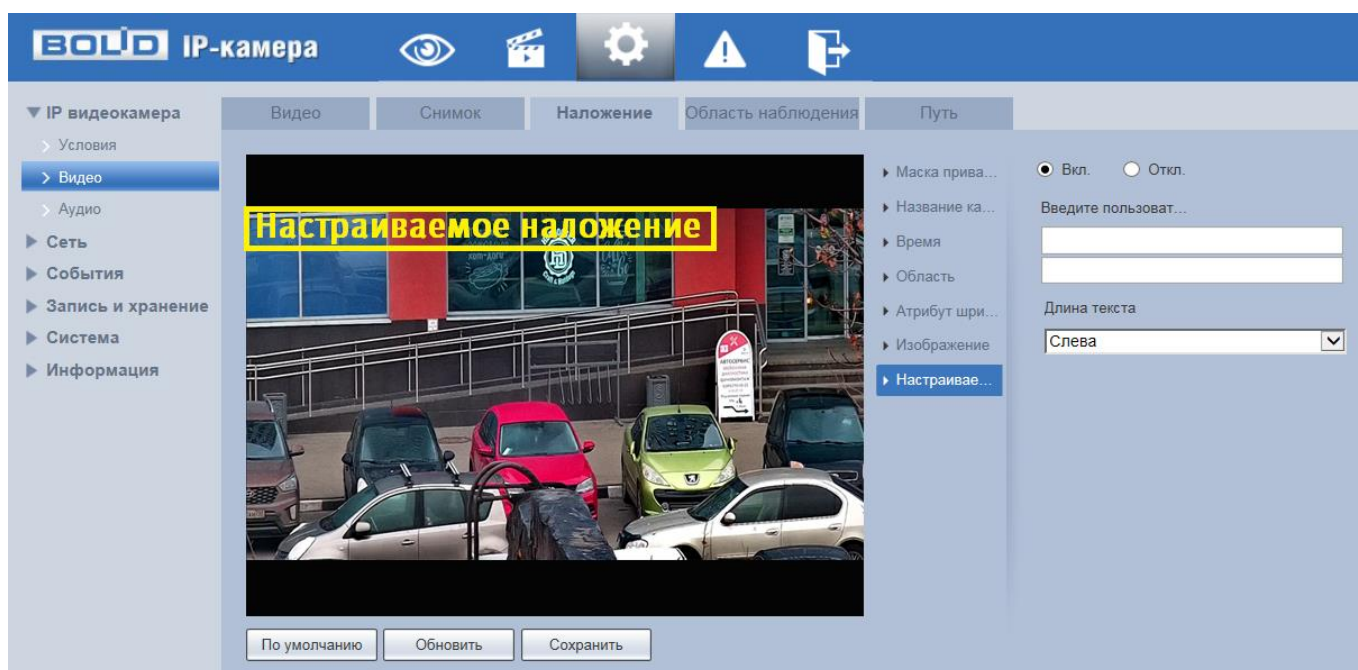 BOLID IP-камера
IP видеокамера
Условия
Видео
Аудио
Сеть
События
Запись и хранение
Система
Информация
Видео
Снимок
Наложение
Область наблюдения
Путь
Настраиваемое наложение
АВТОСЕРВИС
Маска прива...
Название ка...
Время
Область
Атрибут шри...
Изображение
Настраивае...
Вкл.
Откл.
Введите пользоват...
Длина текста
Слева
По умолчанию
Обновить
Сохранить